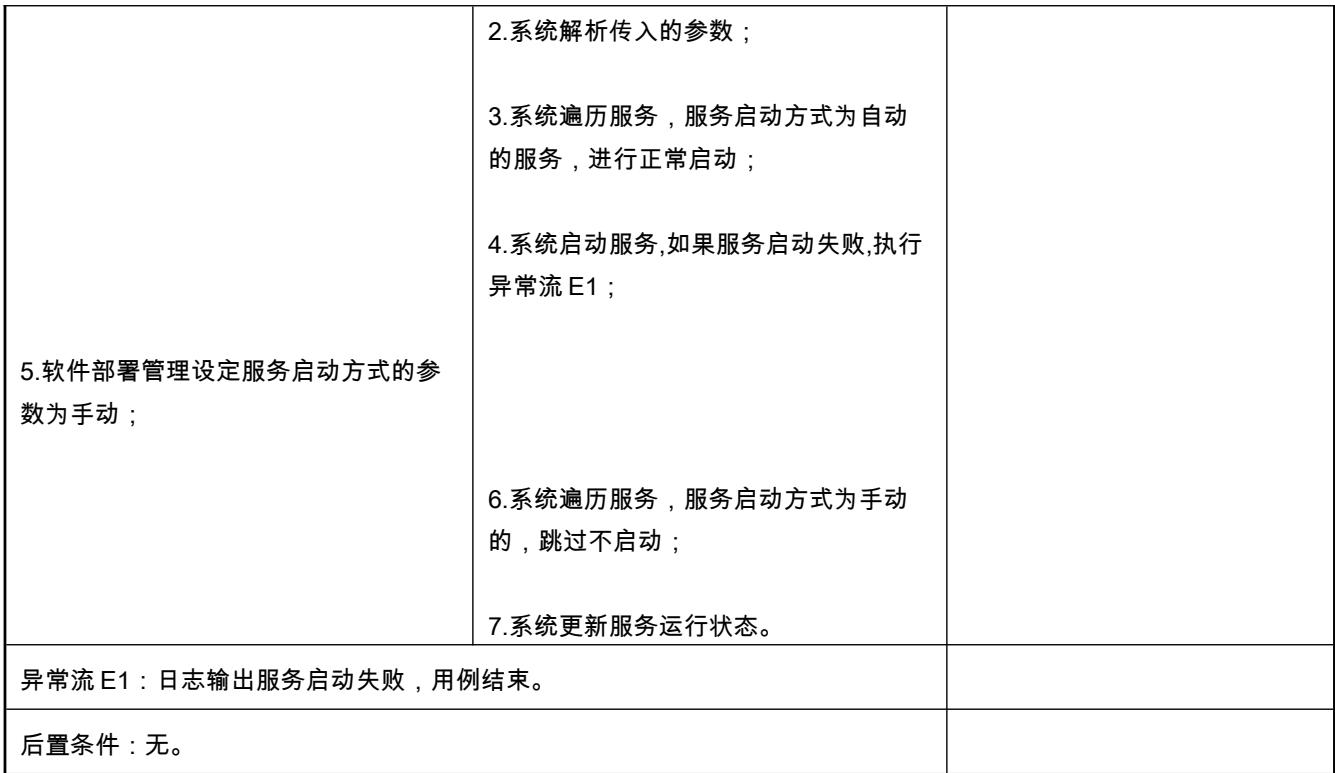 2.系统解析传入的参数；
3.系统遍历服务，服务启动方式为自动
的服务，进行正常启动；
4.系统启动服务,如果服务启动失败,执行
异常流 E1；
5.软件部署管理设定服务启动方式的参
数为手动；
6.系统遍历服务，服务启动方式为手动
的，跳过不启动；
7.系统更新服务运行状态。
异常流 E1：日志输出服务启动失败，用例结束。
后置条件：无。